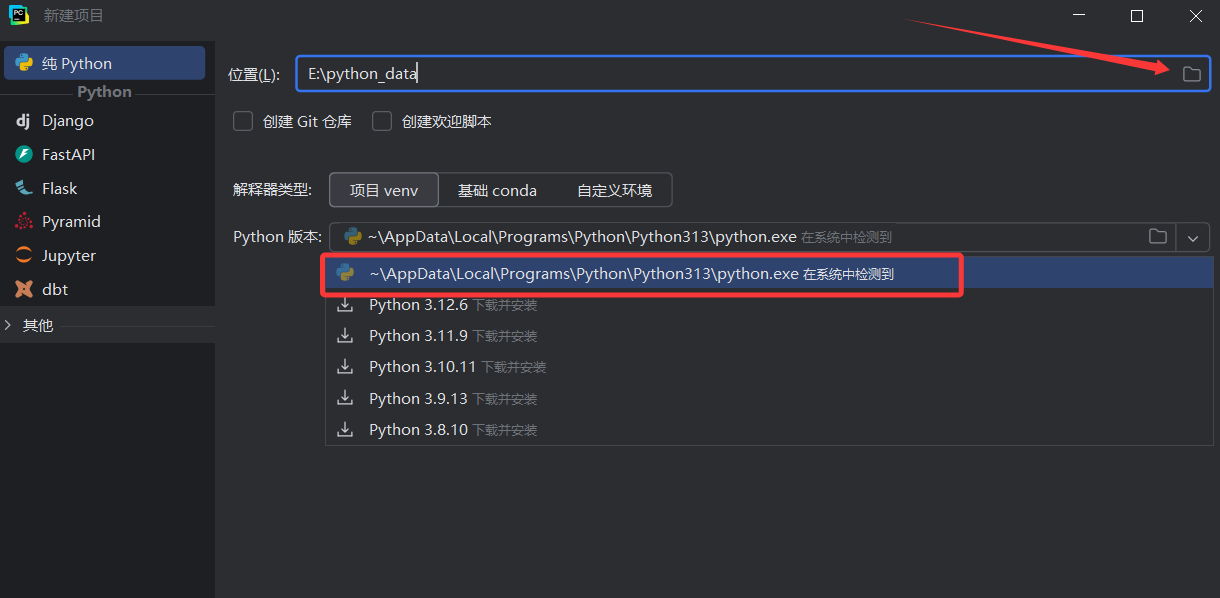 新建项目
纯 Python
Python
Django
FastAPI
Flask
Pyramid
Jupyter
dbt
其他
位置(L):
E:\python_data
创建 Git 仓库 创建欢迎脚本
解释器类型: 项目 venv 基础 conda 自定义环境
Python 版本: ~\AppData\Local\Programs\Python\Python313\python.exe 在系统中检测到
~\AppData\Local\Programs\Python\Python313\python.exe 在系统中检测到
Python 3.12.6 下载并安装
Python 3.11.9 下载并安装
Python 3.10.11 下载并安装
Python 3.9.13 下载并安装
Python 3.8.10 下载并安装